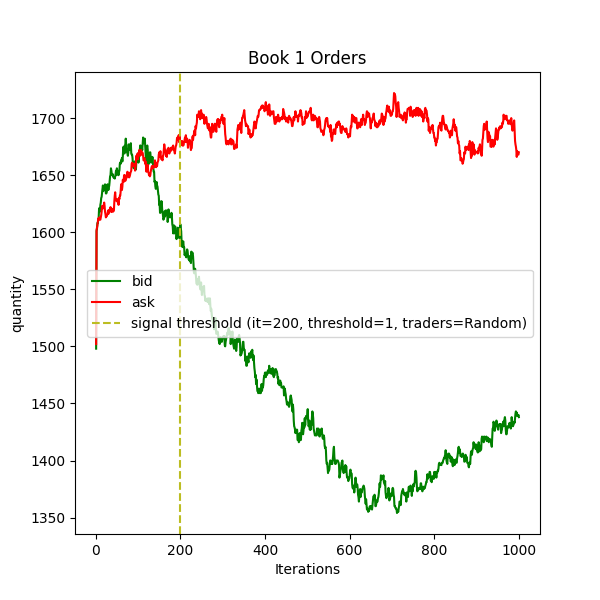 Book 1 Orders
quantity
1700
1650
1600
1550
1500
1450
1400
1350
bid
ask
signal threshold (it=200, threshold=1, traders=Random)
0 200 400 600 800 1000
Iterations